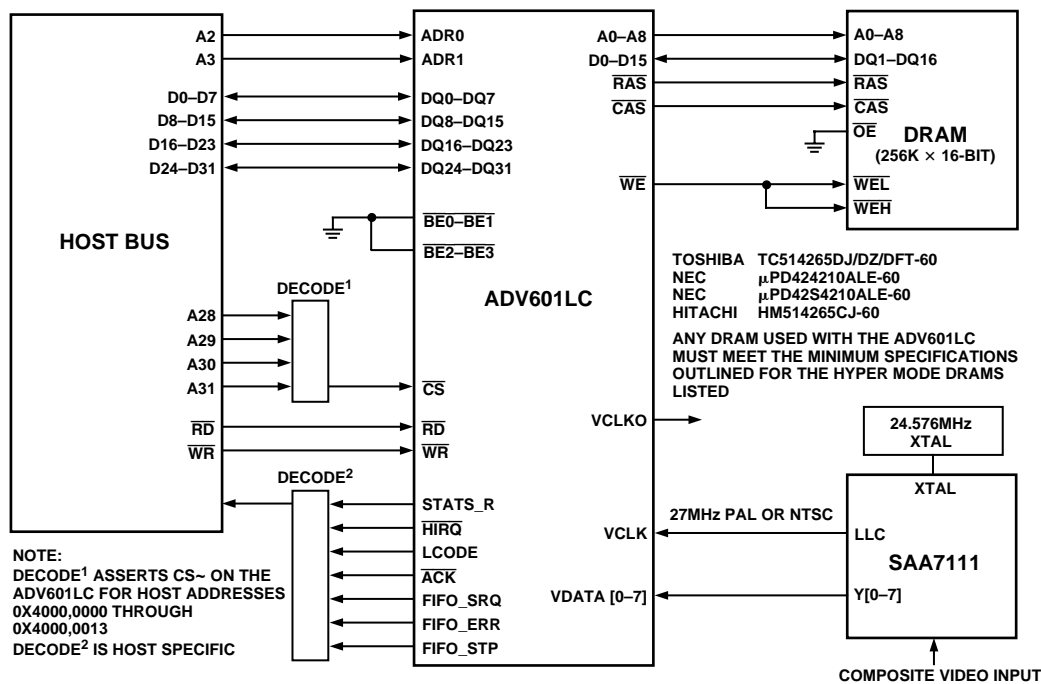 HOST BUS
A2
A3
D0–D7
D8–D15
D16–D23
D24–D31
A28
A29
A30
A31
RD
WR
DECODE1
DECODE2
ADV601LC
ADR0
ADR1
DQ0–DQ7
DQ8–DQ15
DQ16–DQ23
DQ24–DQ31
BE0–BE1
BE2–BE3
CS
RD
WR
STATS_R
HIRQ
LCODE
ACK
FIFO_SRQ
FIFO_ERR
FIFO_STP
A0–A8
D0–D15
RAS
CAS
WE
VCLKO
VCLK
VDATA [0–7]
A0–A8
DQ1–DQ16
RAS
CAS
OE
DRAM
(256K × 16-BIT)
WEL
WEH
TOSHIBA TC514265DJ/DZ/DFT-60
NEC μPD424210ALE-60
NEC μPD42S4210ALE-60
HITACHI HM514265CJ-60
ANY DRAM USED WITH THE ADV601LC
MUST MEET THE MINIMUM SPECIFICATIONS
OUTLINED FOR THE HYPER MODE DRAMS
LISTED
24.576MHz
XTAL
XTAL
27MHz PAL OR NTSC
LLC
SAA7111
Y[0–7]
COMPOSITE VIDEO INPUT
NOTE:
DECODE1 ASSERTS CS~ ON THE
ADV601LC FOR HOST ADDRESSES
0X4000,0000 THROUGH
0X4000,0013
DECODE2 IS HOST SPECIFIC